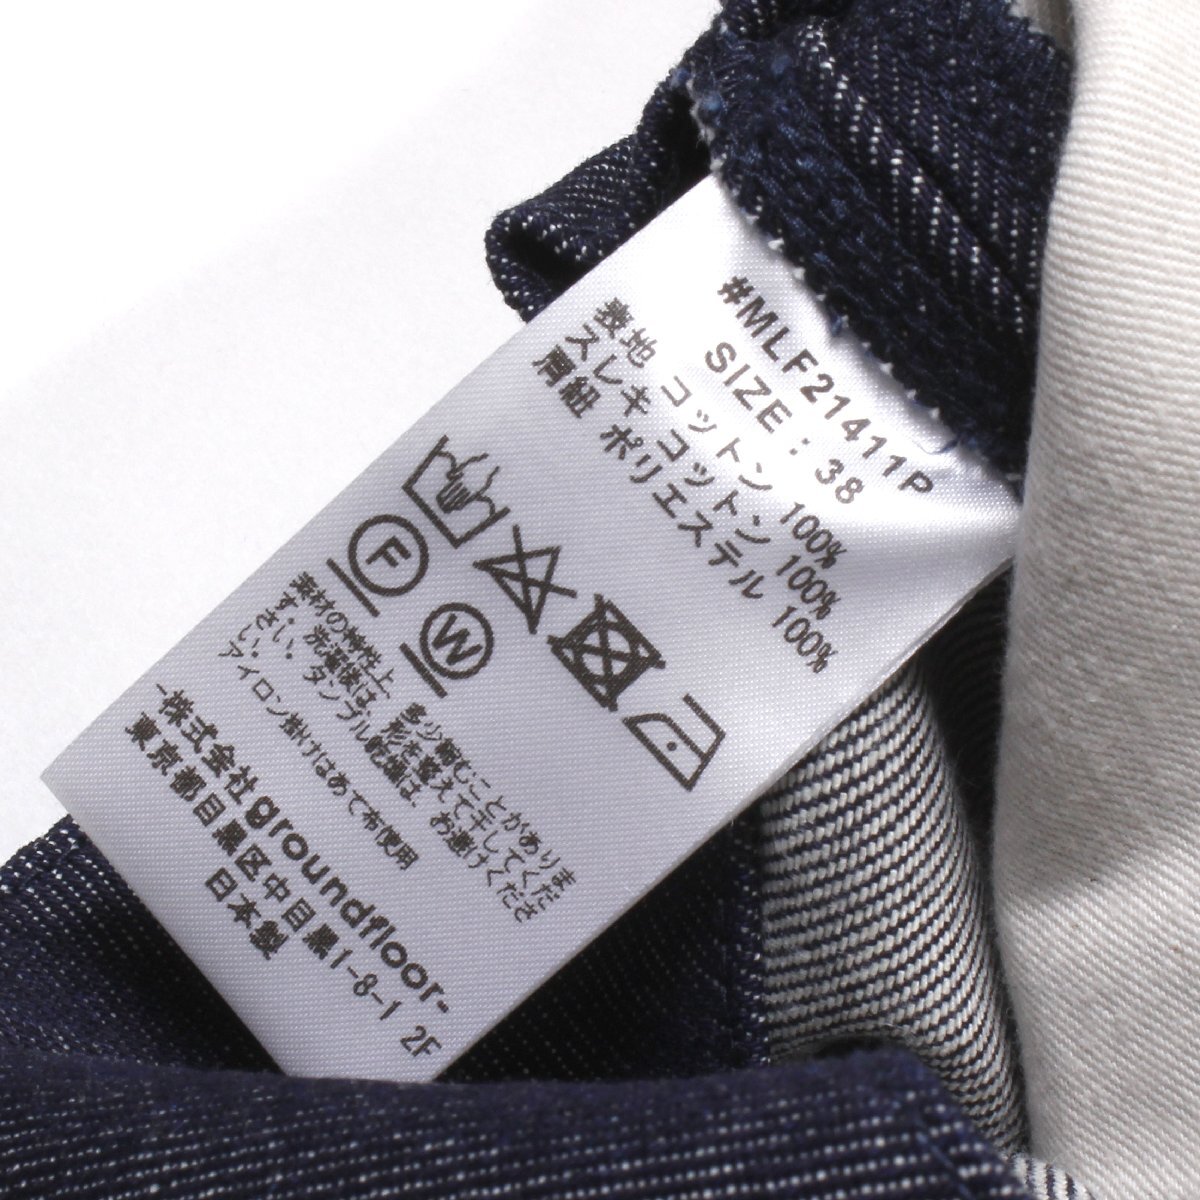 #MLF21411P
SIZE : 38
表地 コットン 100%
スレキ コットン 100%
肩紐 ポリエステル 100%
F
W
素材の特性上、多少縮むことがありま
す。洗濯後は、形を整えて干してくだ
さい。タンブル乾燥は、お避けくださ
い。
アイロン掛けはあて布使用
-株式会社groundfloor-
東京都目黒区中目黒1-8-1 2F
日本製